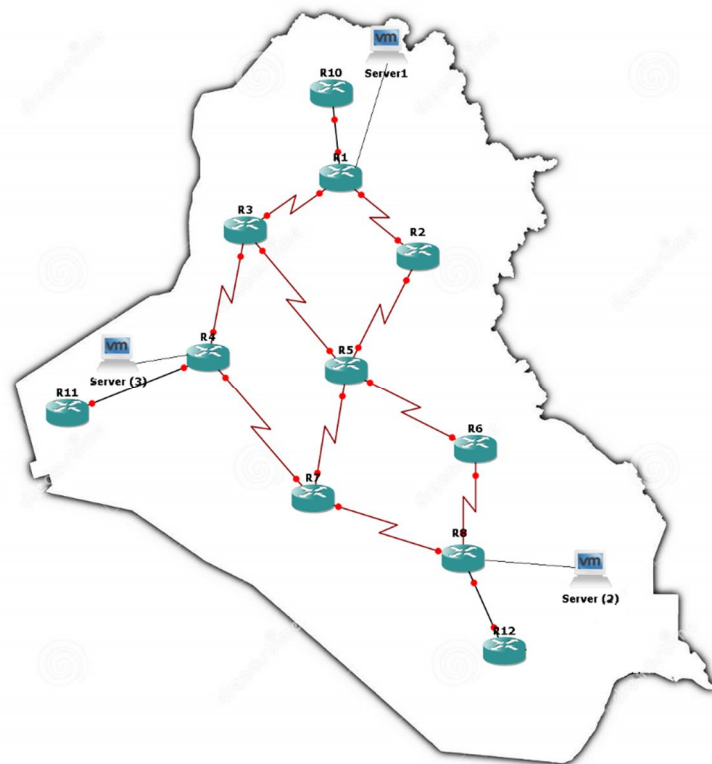 vm
Server1
R10
R1
R3
R2
R4
vm
Server (3)
R5
R11
R6
R7
R8
vm
Server (2)
R12